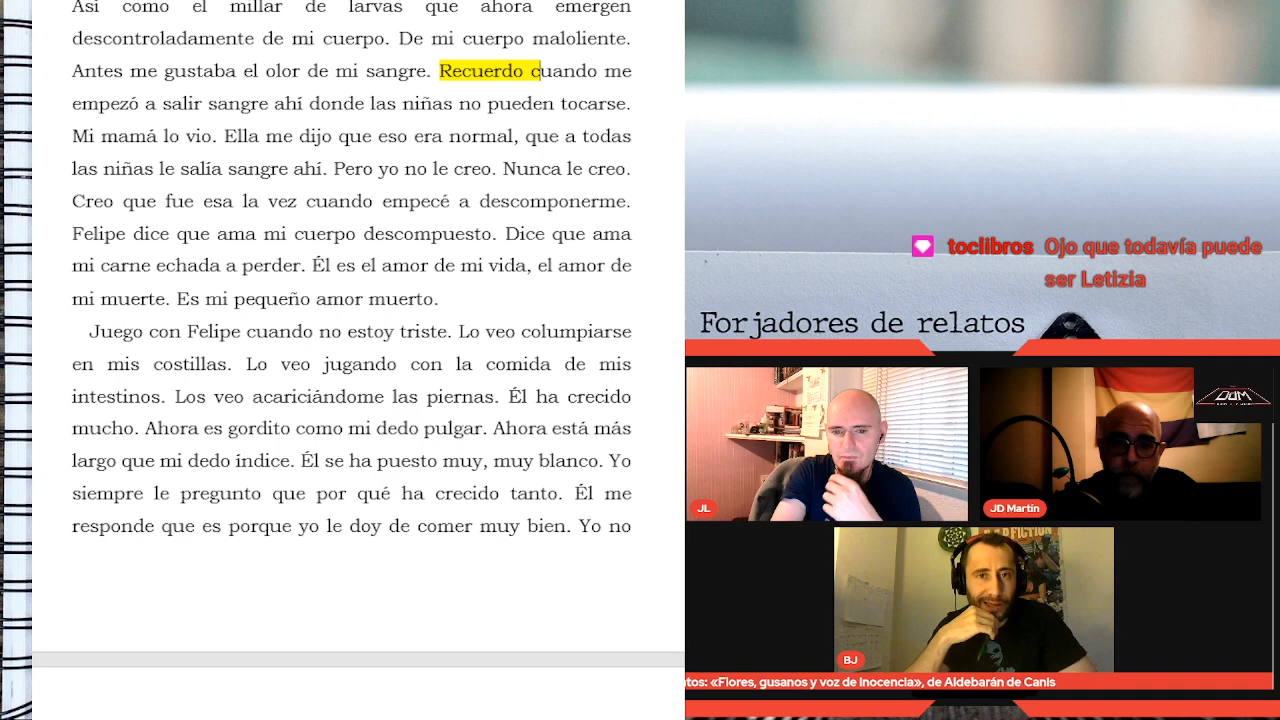 Así como el millar de larvas que ahora emergen
descontroladamente de mi cuerpo. De mi cuerpo maloliente.
Antes me gustaba el olor de mi sangre. Recuerdo cuando me
empezó a salir sangre ahí donde las niñas no pueden tocarse.
Mi mamá lo vio. Ella me dijo que eso era normal, que a todas
las niñas le salía sangre ahí. Pero yo no le creo. Nunca le creo.
Creo que fue esa la vez cuando empecé a descomponerme.
Felipe dice que ama mi cuerpo descompuesto. Dice que ama
mi carne echada a perder. Él es el amor de mi vida, el amor de
mi muerte. Es mi pequeño amor muerto.
Juego con Felipe cuando no estoy triste. Lo veo columpiarse
en mis costillas. Lo veo jugando con la comida de mis
intestinos. Los veo acariciándome las piernas. Él ha crecido
mucho. Ahora es gordito como mi dedo pulgar. Ahora está más
largo que mi dedo índice. Él se ha puesto muy, muy blanco. Yo
siempre le pregunto que por qué ha crecido tanto. Él me
responde que es porque yo le doy de comer muy bien. Yo no
toclibros Ojo que todavía puede
ser Letizia
Forjadores de relatos
JL
JD Martín
BJ
tos: «Flores, gusanos y voz de Inocencia», de Aldebarán de Canis